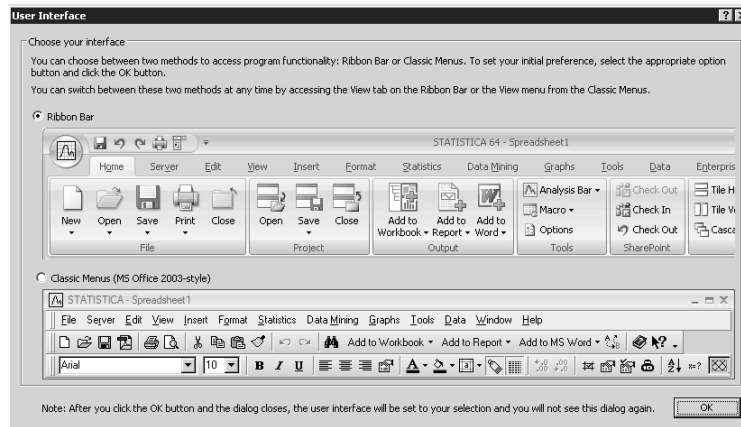 User Interface
Choose your interface
You can choose between two methods to access program functionality: Ribbon Bar or Classic Menus. To set your initial preference, select the appropriate option
button and click the OK button.
You can switch between these two methods at any time by accessing the View tab on the Ribbon Bar or the View menu from the Classic Menus.
Ribbon Bar
STATISTICA 64 - Spreadsheet1
Home Server Edit View Insert Format Statistics Data Mining Graphs Tools Data Enterpris
New Open Save Print Close Open Save Close Add to Workbook Add to Report Add to Word
Analysis Bar Check Out Tile H
Macro Check In Tile Ve
Options Check Out Casca
File Project Output Tools SharePoint
Classic Menus (MS Office 2003-style)
STATISTICA - Spreadsheet1
File Server Edit View Insert Format Statistics Data Mining Graphs Tools Data Window Help
Add to Workbook Add to Report Add to MS Word
Arial 10 B I U
Note: After you click the OK button and the dialog closes, the user interface will be set to your selection and you will not see this dialog again. OK